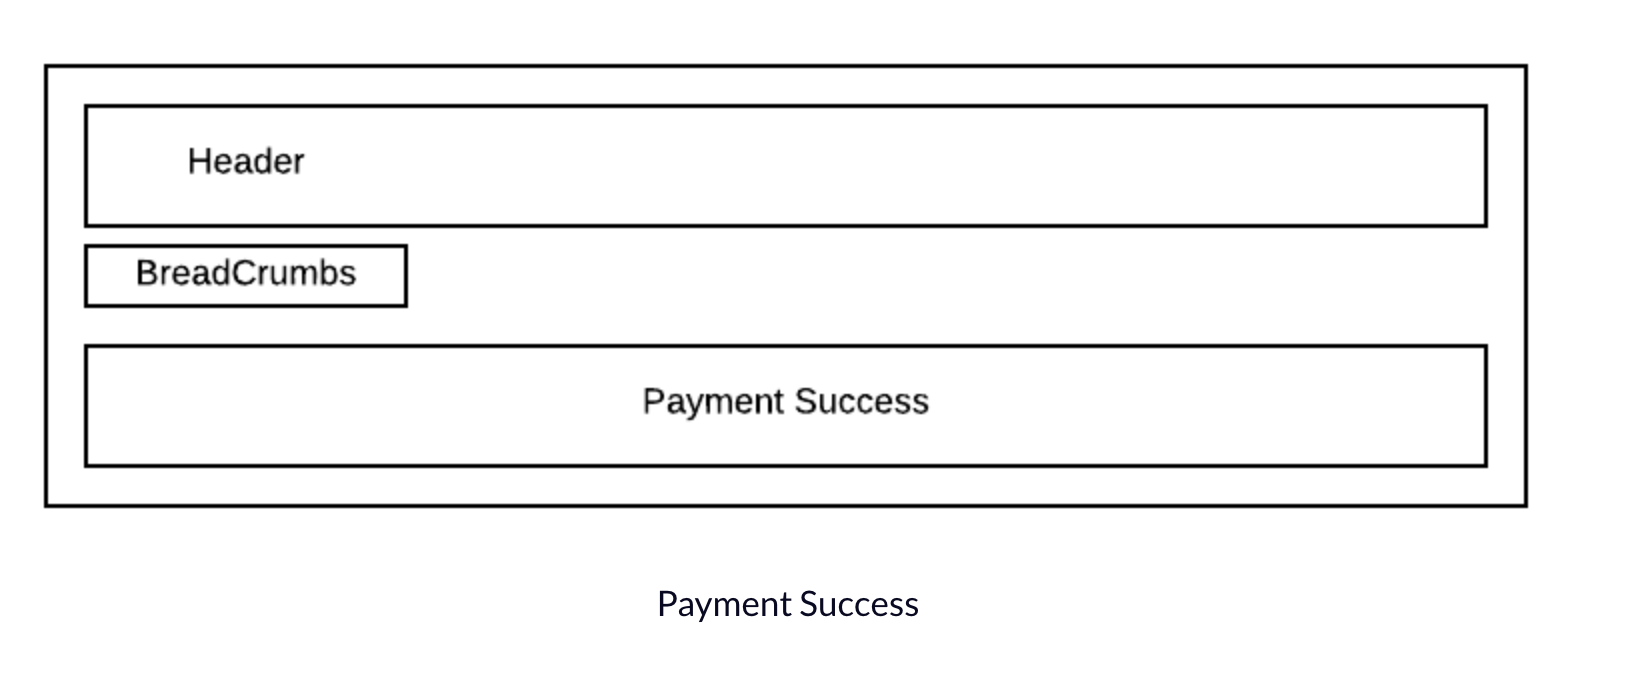 Header
BreadCrumbs
Payment Success
Payment Success